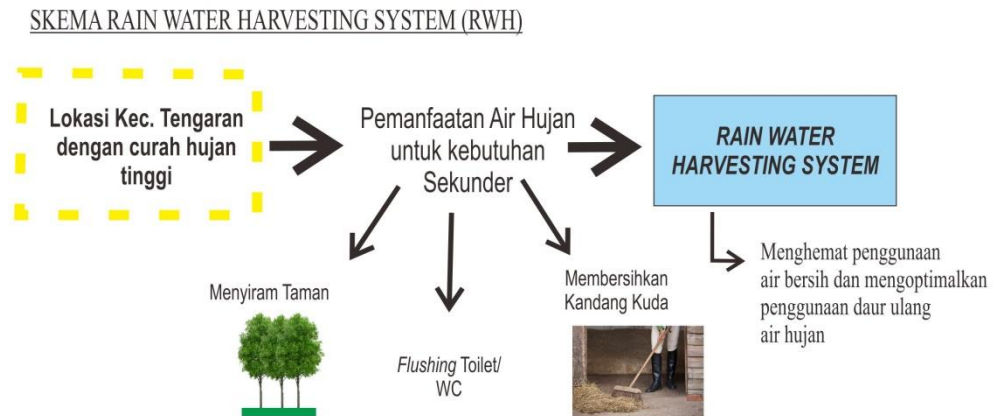 SKEMA RAIN WATER HARVESTING SYSTEM (RWH)
Lokasi Kec. Tengaran
dengan curah hujan
tinggi
Pemanfaatan Air Hujan
untuk kebutuhan
Sekunder
RAIN WATER
HARVESTING SYSTEM
Menyiram Taman
Flushing Toilet/
WC
Membersihkan
Kandang Kuda
Menghemat penggunaan
air bersih dan mengoptimalkan
penggunaan daur ulang
air hujan